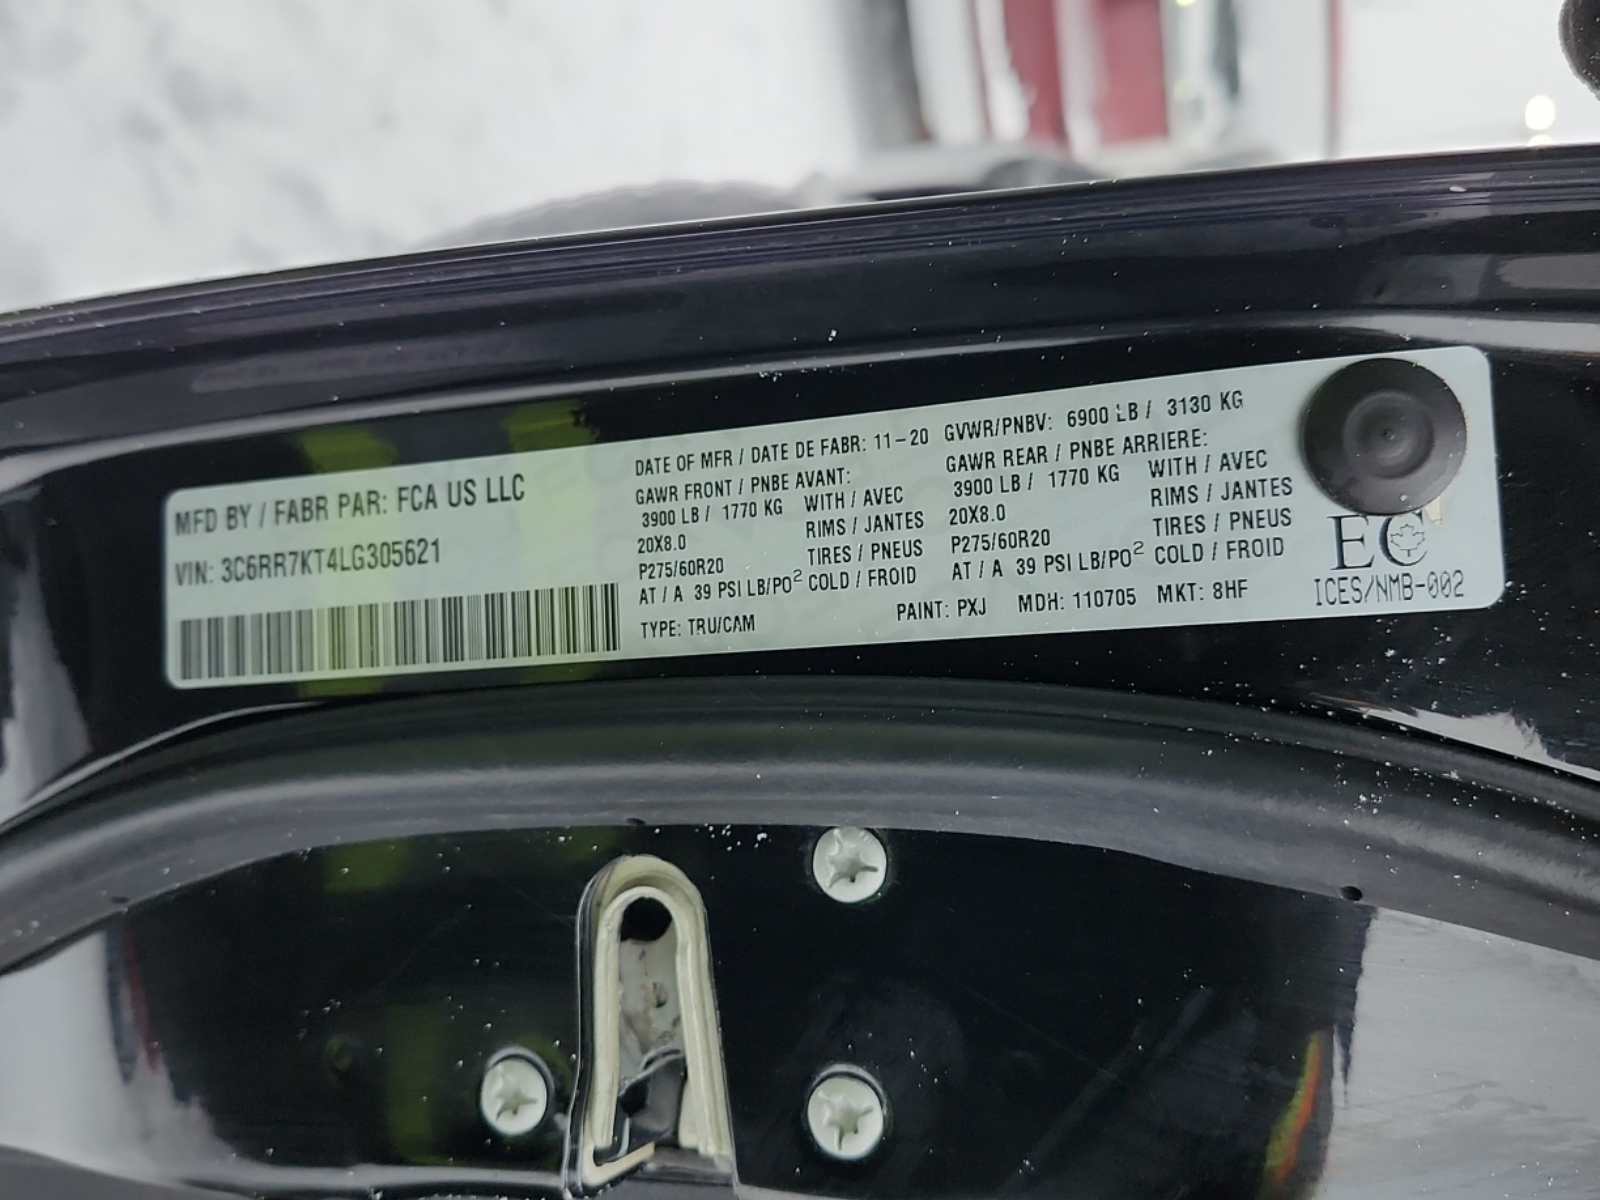 MFD BY / FABR PAR: FCA US LLC
VIN: 3C6RR7KT4LG305621
DATE OF MFR / DATE DE FABR: 11-20 GVWR/PNBV: 6900 LB / 3130 KG
GAWR FRONT / PNBE AVANT:
3900 LB / 1770 KG WITH / AVEC
20X8.0 RIMS / JANTES
P275/60R20 TIRES / PNEUS
AT / A 39 PSI LB/PO² COLD / FROID
GAWR REAR / PNBE ARRIERE:
3900 LB / 1770 KG WITH / AVEC
20X8.0 RIMS / JANTES
P275/60R20 TIRES / PNEUS
AT / A 39 PSI LB/PO² COLD / FROID
TYPE: TRU/CAM PAINT: PXJ MDH: 110705 MKT: 8HF
EC
ICES/NMB-002